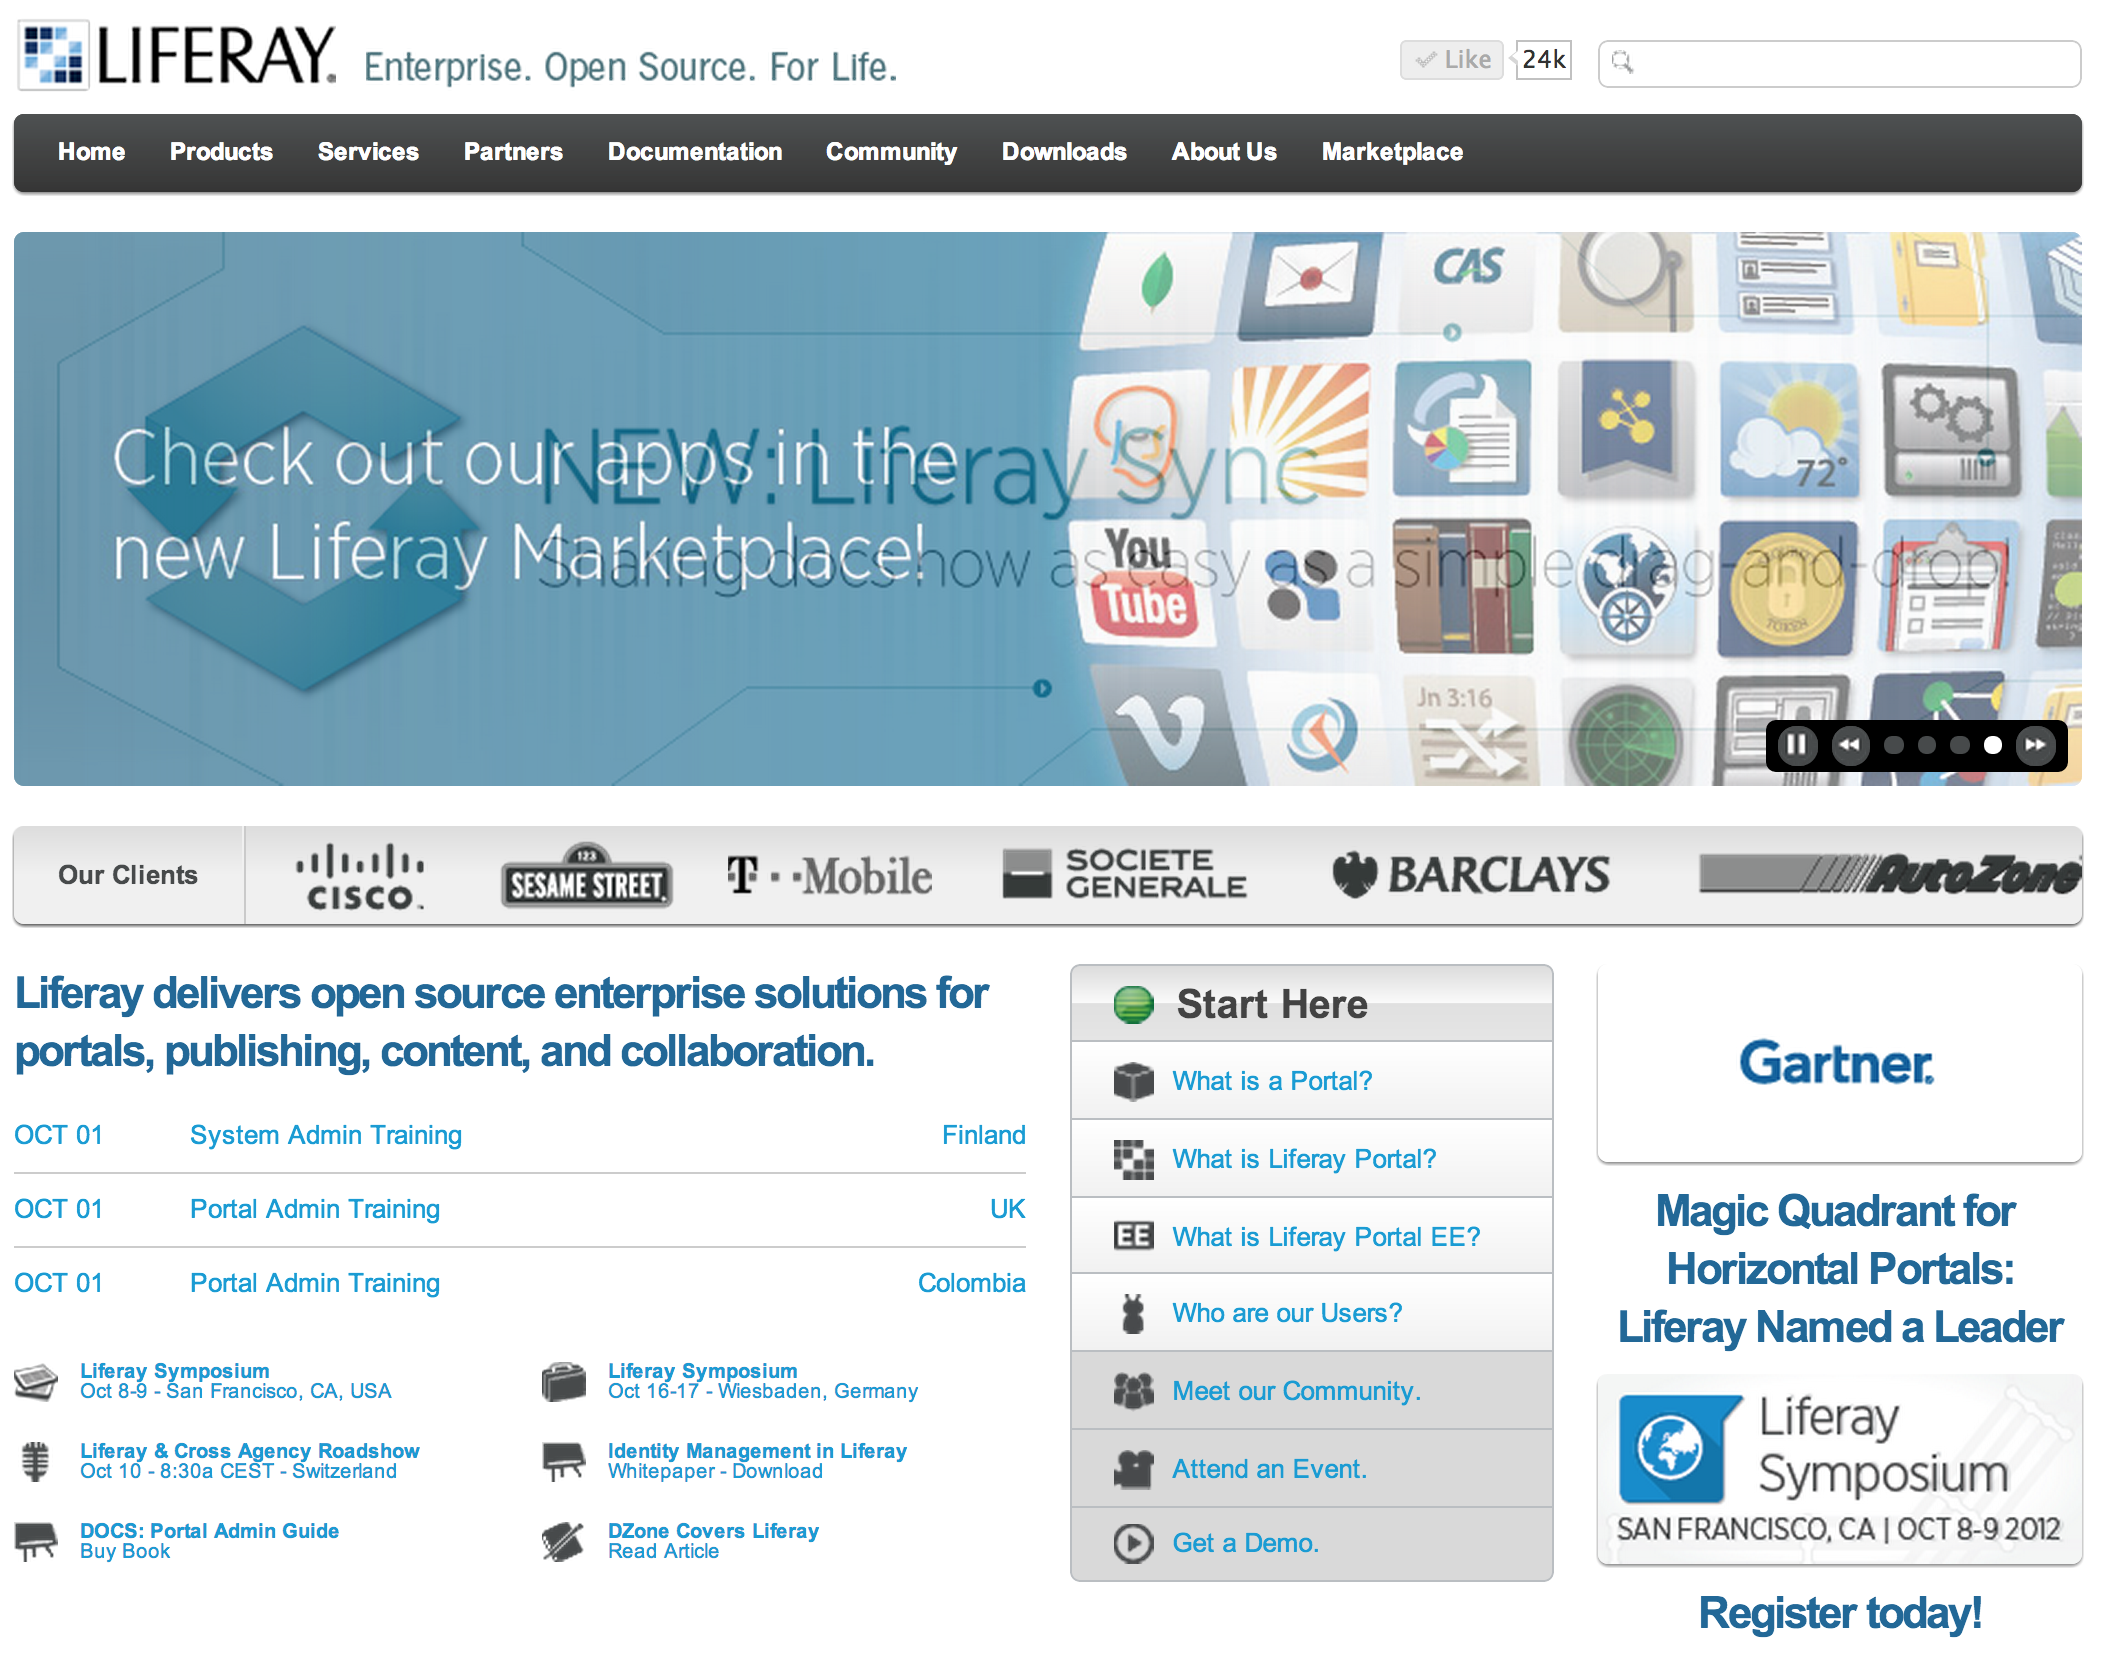 LIFERAY.
Enterprise. Open Source. For Life.
Like
24k
Home
Products
Services
Partners
Documentation
Community
Downloads
About Us
Marketplace
Check out our apps in the
new Liferay Marketplace!
NEW: Liferay Sync
Sharing docs now as easy as a simple drag-and-drop!
CAS
72°
You
Tube
TOKEN
Jn 3:16
Our Clients
CISCO.
123
SESAME STREET.
T··Mobile
SOCIETE
GENERALE
BARCLAYS
AutoZone
Liferay delivers open source enterprise solutions for
portals, publishing, content, and collaboration.
OCT 01 System Admin Training Finland
OCT 01 Portal Admin Training UK
OCT 01 Portal Admin Training Colombia
Liferay Symposium
Oct 8-9 - San Francisco, CA, USA
Liferay Symposium
Oct 16-17 - Wiesbaden, Germany
Liferay & Cross Agency Roadshow
Oct 10 - 8:30a CEST - Switzerland
Identity Management in Liferay
Whitepaper - Download
DOCS: Portal Admin Guide
Buy Book
DZone Covers Liferay
Read Article
Start Here
What is a Portal?
What is Liferay Portal?
EE
What is Liferay Portal EE?
Who are our Users?
Meet our Community.
Attend an Event.
Get a Demo.
Gartner.
Magic Quadrant for
Horizontal Portals:
Liferay Named a Leader
Liferay
Symposium
SAN FRANCISCO, CA | OCT 8-9 2012
Register today!